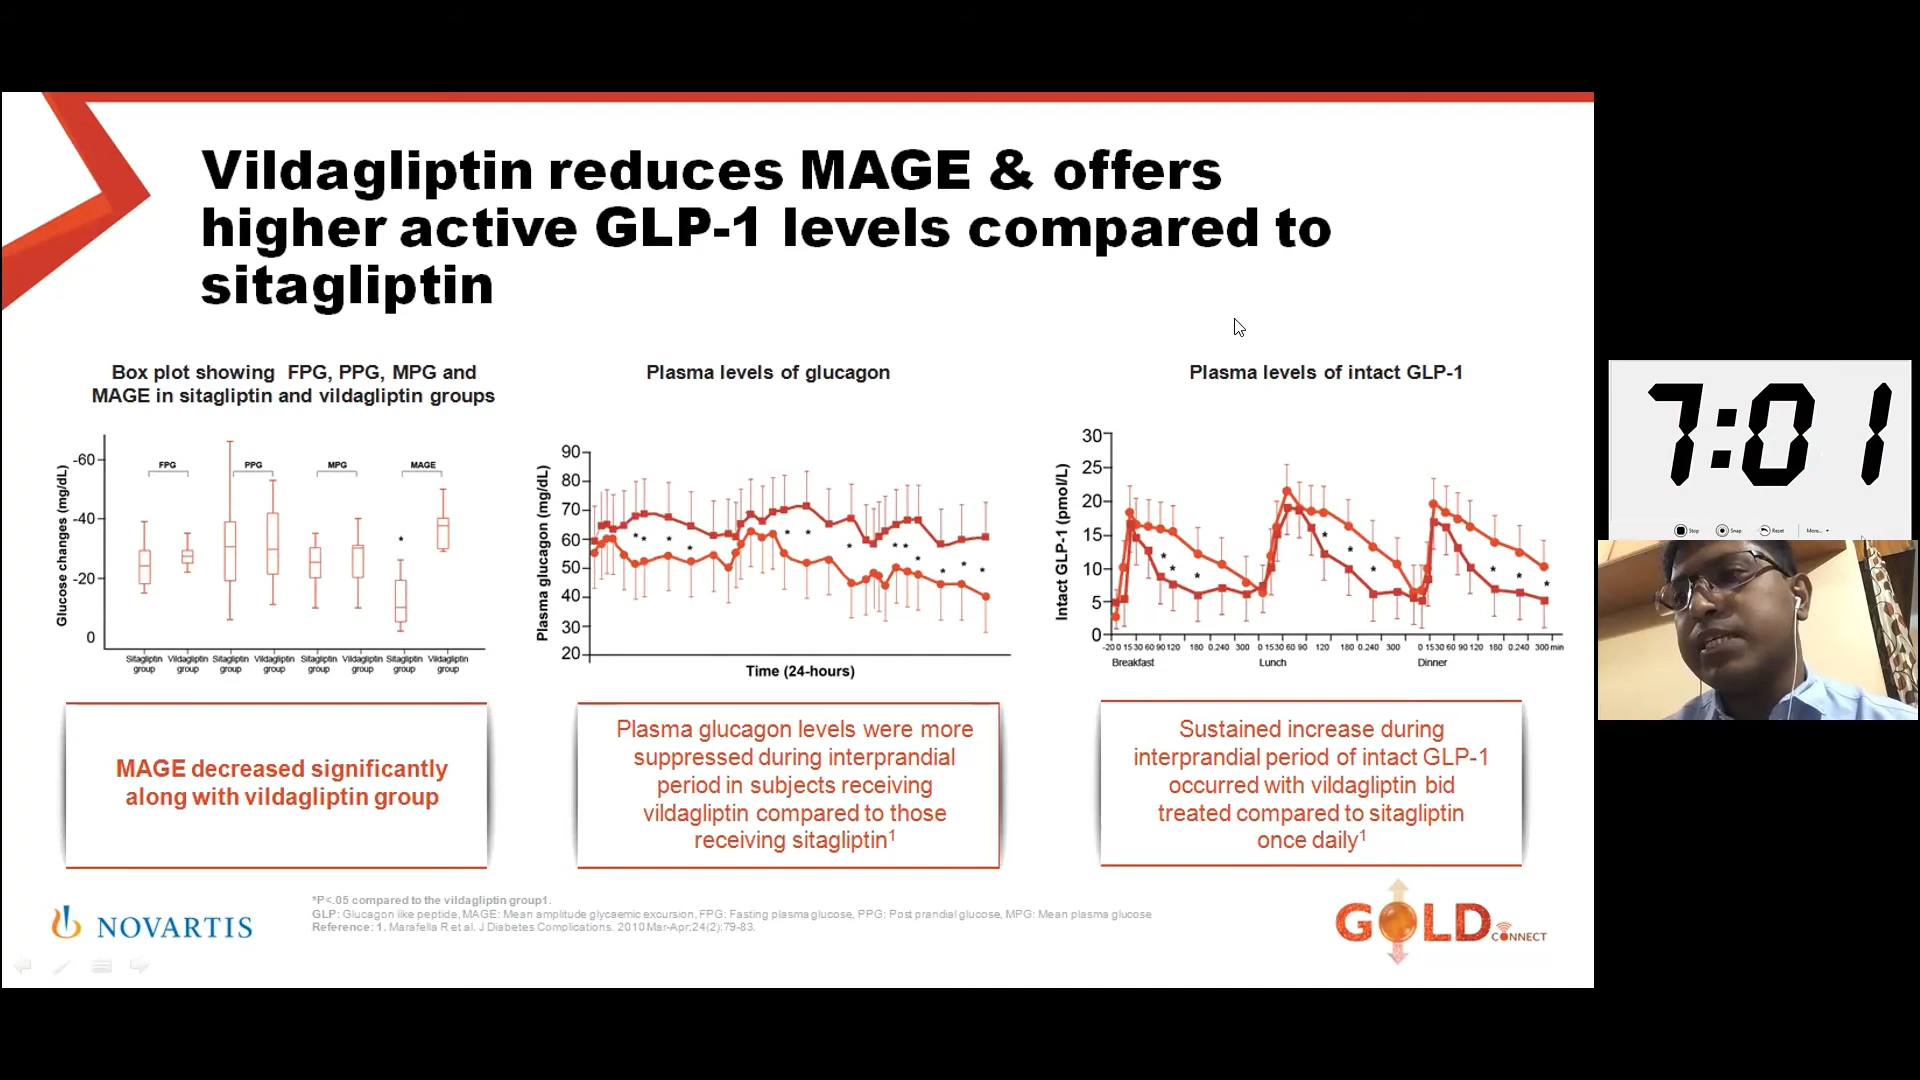 Vildagliptin reduces MAGE & offers
higher active GLP-1 levels compared to
sitagliptin
Box plot showing FPG, PPG, MPG and
MAGE in sitagliptin and vildagliptin groups
Glucose changes (mg/dL)
-60
-40
-20
0
FPG
PPG
MPG
MAGE
*
Sitagliptin group
Vildagliptin group
Sitagliptin group
Vildagliptin group
Sitagliptin group
Vildagliptin group
Sitagliptin group
Vildagliptin group
MAGE decreased significantly
along with vildagliptin group
Plasma levels of glucagon
Plasma glucagon (mg/dL)
90
80
70
60
50
40
30
20
Time (24-hours)
Plasma glucagon levels were more
suppressed during interprandial
period in subjects receiving
vildagliptin compared to those
receiving sitagliptin1
Plasma levels of intact GLP-1
Intact GLP-1 (pmol/L)
30
25
20
15
10
5
0
-20 0 15 30 60 90 120 180 0.240 300 0 15 30 60 90 120 180 0.240 300 0 15 30 60 90 120 180 0.240 300 min
Breakfast Lunch Dinner
Sustained increase during
interprandial period of intact GLP-1
occurred with vildagliptin bid
treated compared to sitagliptin
once daily1
*P<.05 compared to the vildagliptin group1.
GLP: Glucagon like peptide, MAGE: Mean amplitude glycaemic excursion, FPG: Fasting plasma glucose, PPG: Post prandial glucose, MPG: Mean plasma glucose
Reference: 1. Marafella R et al. J Diabetes Complications. 2010 Mar-Apr;24(2):79-83.
NOVARTIS
GOLD CONNECT
7:01
Stop
Snap
Reset
More...